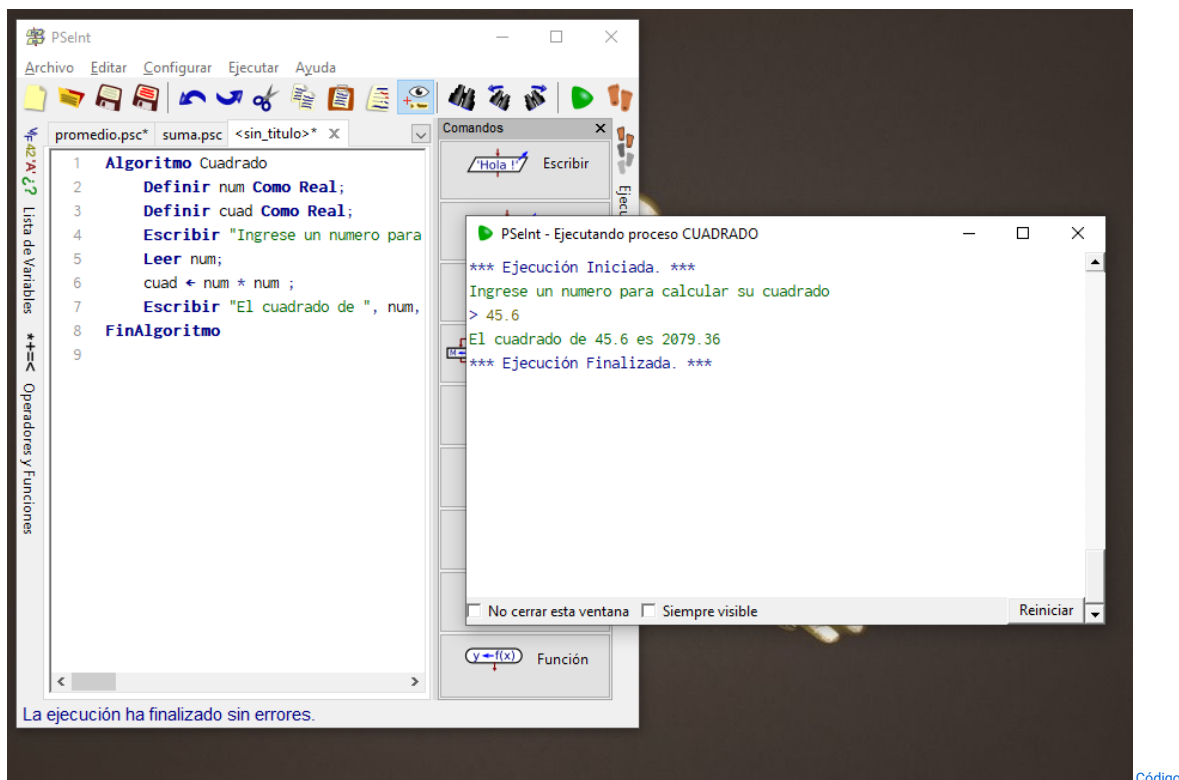 PSeInt
Archivo Editar Configurar Ejecutar Ayuda
promedio.psc* suma.psc <sin_titulo>* X
Comandos
'Hola !' Escribir
42 'A' ¿? Lista de Variables
*+=< Operadores y Funciones
1 Algoritmo Cuadrado
2 Definir num Como Real;
3 Definir cuad Como Real;
4 Escribir "Ingrese un numero para
5 Leer num;
6 cuad ← num * num ;
7 Escribir "El cuadrado de ", num,
8 FinAlgoritmo
9
Ejecu
PSeInt - Ejecutando proceso CUADRADO
*** Ejecución Iniciada. ***
Ingrese un numero para calcular su cuadrado
> 45.6
El cuadrado de 45.6 es 2079.36
*** Ejecución Finalizada. ***
No cerrar esta ventana Siempre visible Reiniciar
y←f(x) Función
La ejecución ha finalizado sin errores.
Código